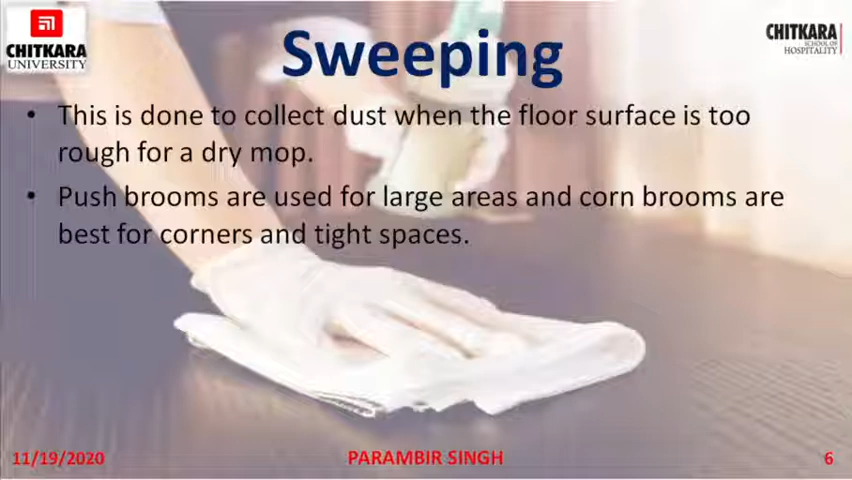 CHITKARA
UNIVERSITY
CHITKARA
SCHOOL OF
HOSPITALITY
Sweeping
• This is done to collect dust when the floor surface is too
rough for a dry mop.
• Push brooms are used for large areas and corn brooms are
best for corners and tight spaces.
11/19/2020
PARAMBIR SINGH
6